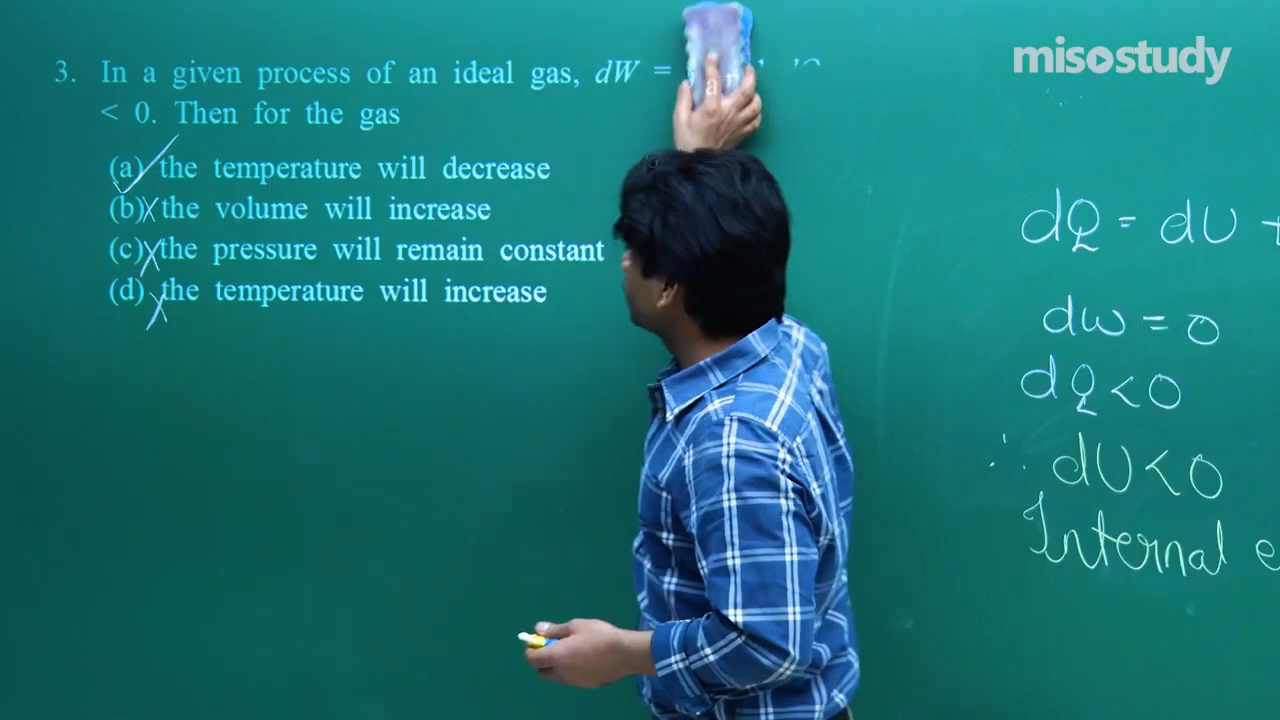 misostudy
3. In a given process of an ideal gas, dW =
< 0. Then for the gas
(a) the temperature will decrease
(b) the volume will increase
(c) the pressure will remain constant
(d) the temperature will increase
dQ = dU +
dw = 0
dQ < 0
∴ dU < 0
Internal e